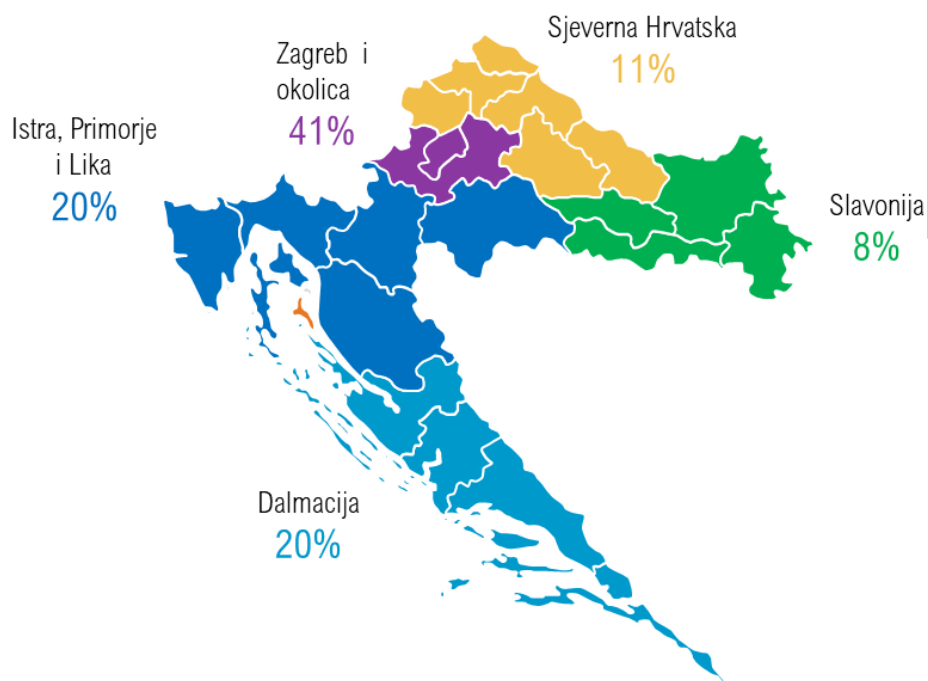 Sjeverna Hrvatska
11%
Zagreb i
okolica
41%
Istra, Primorje
i Lika
20%
Slavonija
8%
Dalmacija
20%